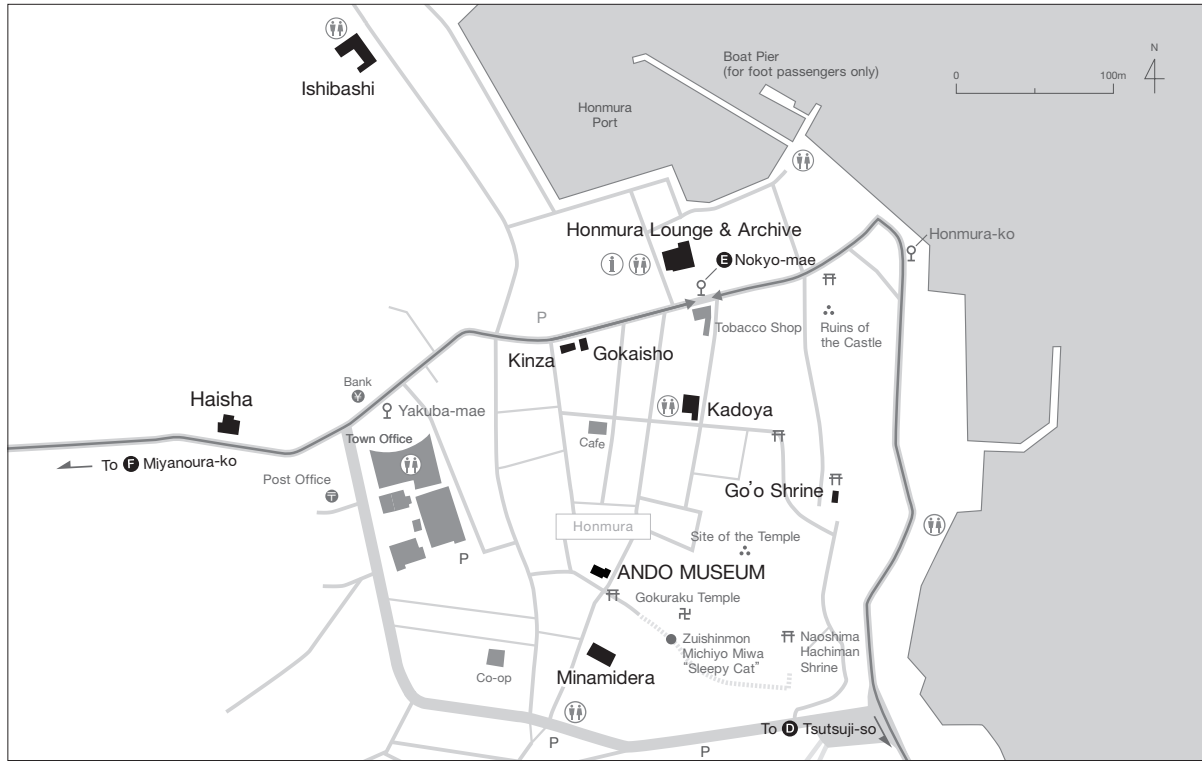 Ishibashi
Boat Pier
(for foot passengers only)
Honmura
Port
0
100m
N
Honmura Lounge & Archive
i
E Nokyo-mae
Honmura-ko
P
Tobacco Shop
Ruins of
the Castle
Kinza
Gokaisho
Haisha
Bank
¥
Yakuba-mae
Kadoya
Town Office
Cafe
To F Miyanoura-ko
Post Office
〒
Go'o Shrine
Honmura
Site of the Temple
P
ANDO MUSEUM
Gokuraku Temple
卍
Zuishinmon
Michiyo Miwa
"Sleepy Cat"
Naoshima
Hachiman
Shrine
Co-op
Minamidera
To D Tsutsuji-so
P
P